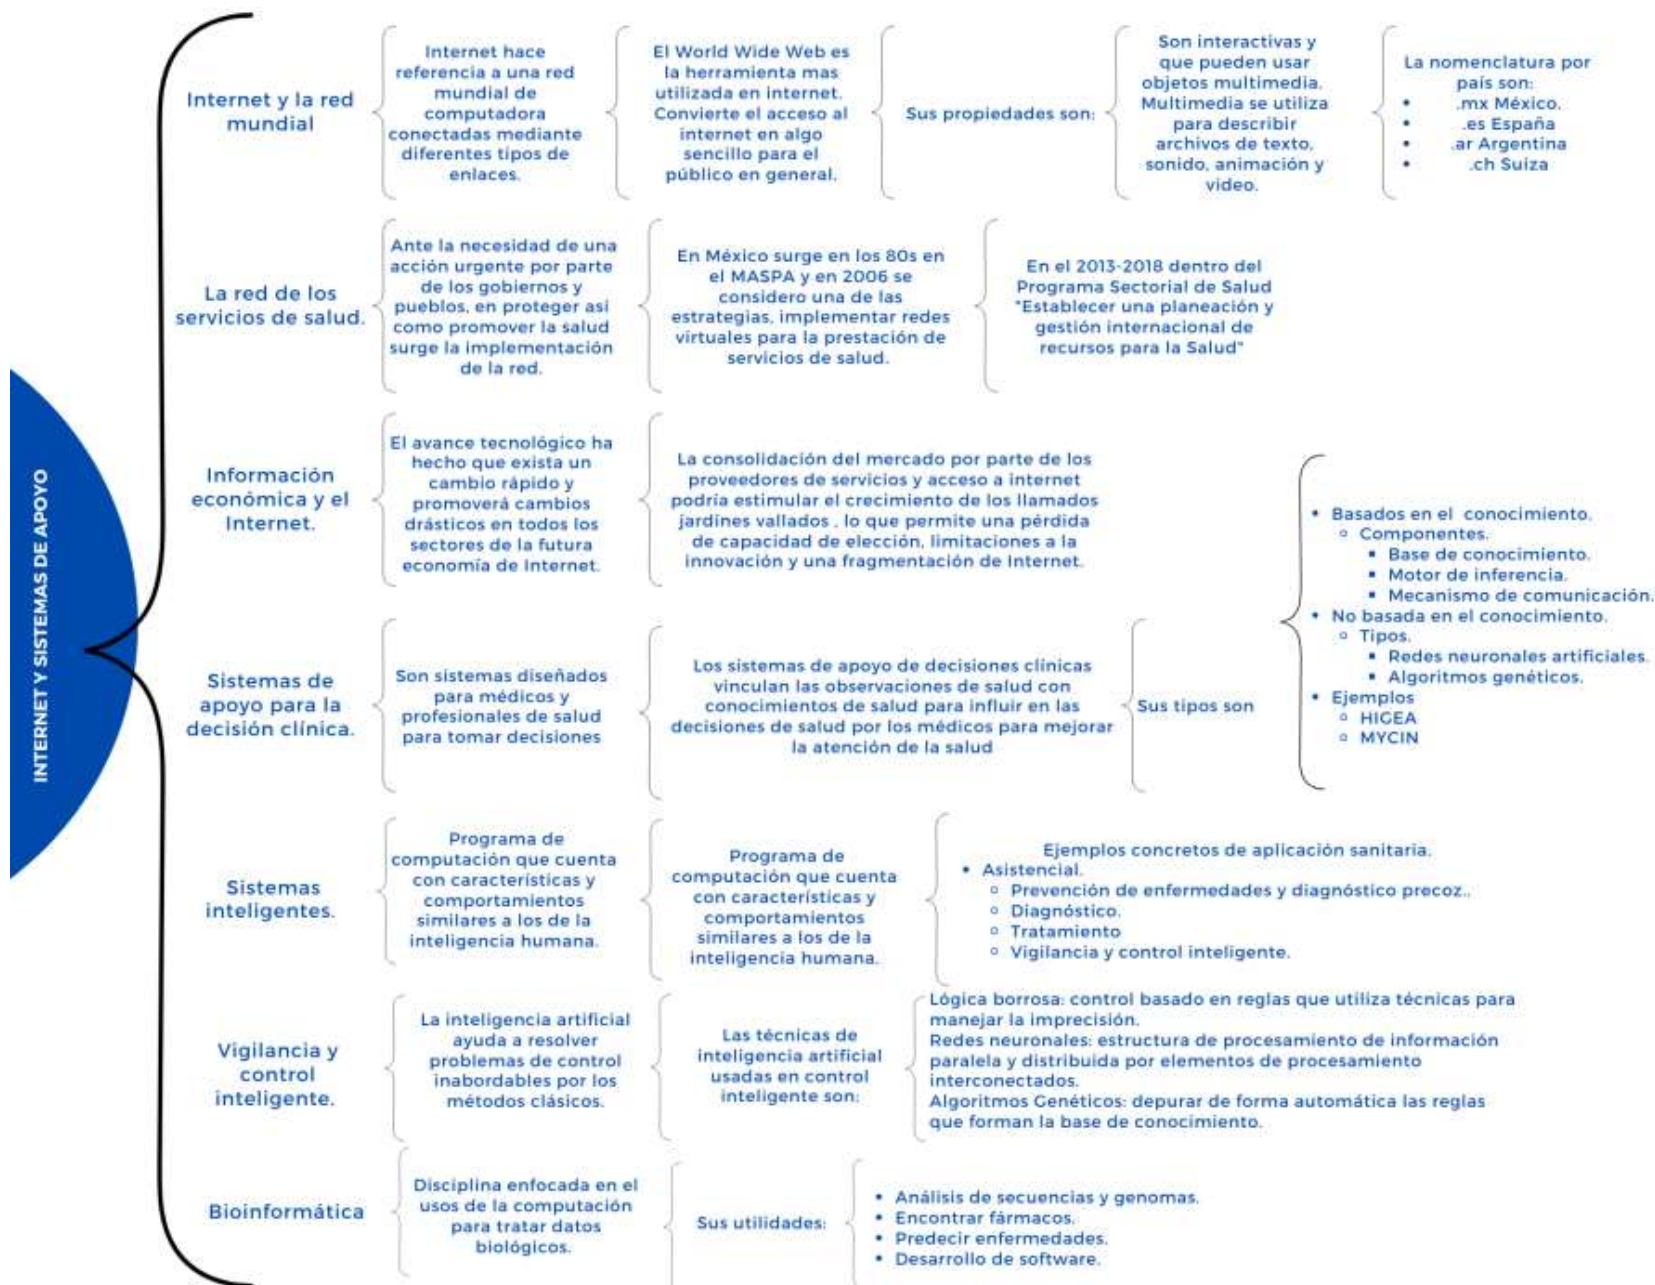 INTERNET Y SISTEMAS DE APOYO
Internet y la red
mundial
Internet hace
referencia a una red
mundial de
computadora
conectadas mediante
diferentes tipos de
enlaces.
El World Wide Web es
la herramienta mas
utilizada en internet.
Convierte el acceso al
internet en algo
sencillo para el
público en general.
Sus propiedades son:
Son interactivas y
que pueden usar
objetos multimedia.
Multimedia se utiliza
para describir
archivos de texto,
sonido, animación y
video.
La nomenclatura por
país son:
• .mx México.
• .es España
• .ar Argentina
• .ch Suiza
La red de los
servicios de salud.
Ante la necesidad de una
acción urgente por parte
de los gobiernos y
pueblos, en proteger así
como promover la salud
surge la implementación
de la red.
En México surge en los 80s en
el MASPA y en 2006 se
considero una de las
estrategias, implementar redes
virtuales para la prestación de
servicios de salud.
En el 2013-2018 dentro del
Programa Sectorial de Salud
"Establecer una planeación y
gestión internacional de
recursos para la Salud"
Información
económica y el
Internet.
El avance tecnológico ha
hecho que exista un
cambio rápido y
promoverá cambios
drásticos en todos los
sectores de la futura
economía de Internet.
La consolidación del mercado por parte de los
proveedores de servicios y acceso a internet
podría estimular el crecimiento de los llamados
jardines vallados , lo que permite una pérdida
de capacidad de elección, limitaciones a la
innovación y una fragmentación de Internet.
Sistemas de
apoyo para la
decisión clínica.
Son sistemas diseñados
para médicos y
profesionales de salud
para tomar decisiones
Los sistemas de apoyo de decisiones clínicas
vinculan las observaciones de salud con
conocimientos de salud para influir en las
decisiones de salud por los médicos para mejorar
la atención de la salud
Sus tipos son
• Basados en el conocimiento.
◦ Componentes.
▪ Base de conocimiento.
▪ Motor de inferencia.
▪ Mecanismo de comunicación.
• No basada en el conocimiento.
◦ Tipos.
▪ Redes neuronales artificiales.
▪ Algoritmos genéticos.
• Ejemplos
◦ HIGEA
◦ MYCIN
Sistemas
inteligentes.
Programa de
computación que cuenta
con características y
comportamientos
similares a los de la
inteligencia humana.
Programa de
computación que cuenta
con características y
comportamientos
similares a los de la
inteligencia humana.
Ejemplos concretos de aplicación sanitaria.
• Asistencial.
◦ Prevención de enfermedades y diagnóstico precoz..
◦ Diagnóstico.
◦ Tratamiento
◦ Vigilancia y control inteligente.
Vigilancia y
control
inteligente.
La inteligencia artificial
ayuda a resolver
problemas de control
inabordables por los
métodos clásicos.
Las técnicas de
inteligencia artificial
usadas en control
inteligente son:
Lógica borrosa: control basado en reglas que utiliza técnicas para
manejar la imprecisión.
Redes neuronales: estructura de procesamiento de información
paralela y distribuida por elementos de procesamiento
interconectados.
Algoritmos Genéticos: depurar de forma automática las reglas
que forman la base de conocimiento.
Bioinformática
Disciplina enfocada en el
usos de la computación
para tratar datos
biológicos.
Sus utilidades:
• Análisis de secuencias y genomas.
• Encontrar fármacos.
• Predecir enfermedades.
• Desarrollo de software.